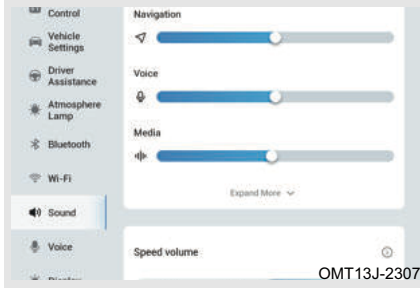 Control
Vehicle
Settings
Driver
Assistance
Atmosphere
Lamp
Bluetooth
Wi-Fi
Sound
Voice
Display
Navigation
Voice
Media
Expand More
Speed volume
OMT13J-2307